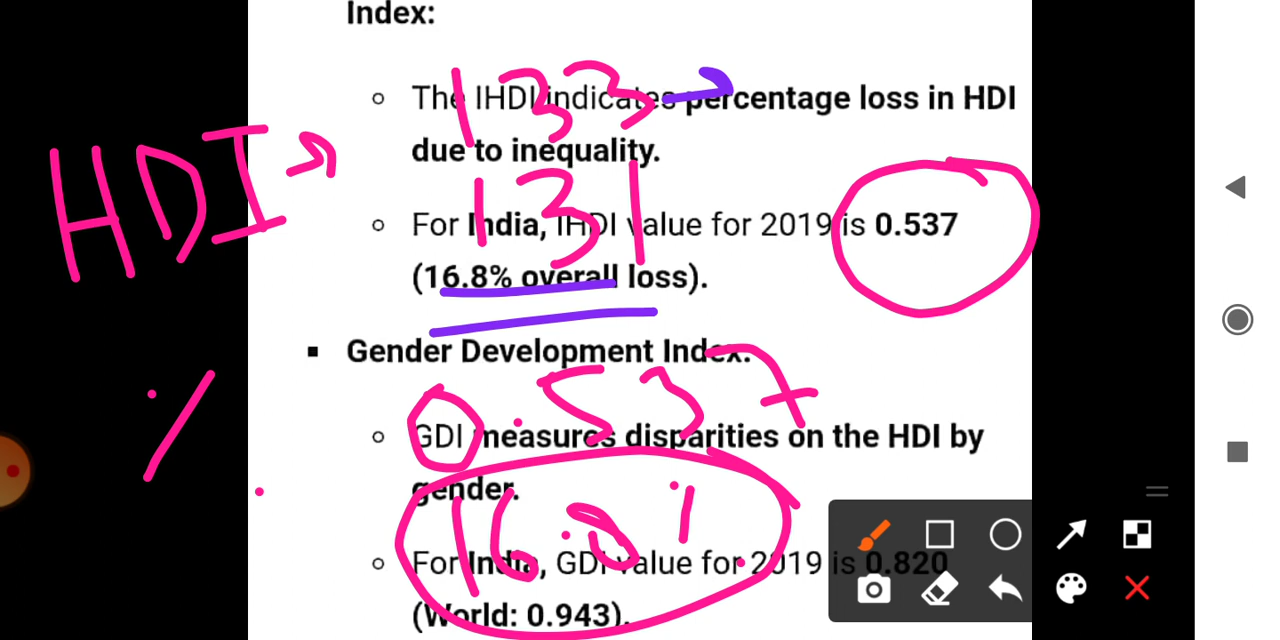 Index:
The IHDI indicates percentage loss in HDI
due to inequality.
For India, IHDI value for 2019 is 0.537
(16.8% overall loss).
Gender Development Index:
GDI measures disparities on the HDI by
gender.
For India, GDI value for 2019 is 0.820
(World: 0.943).
HDI →
133
131
0.537
16.8%
%